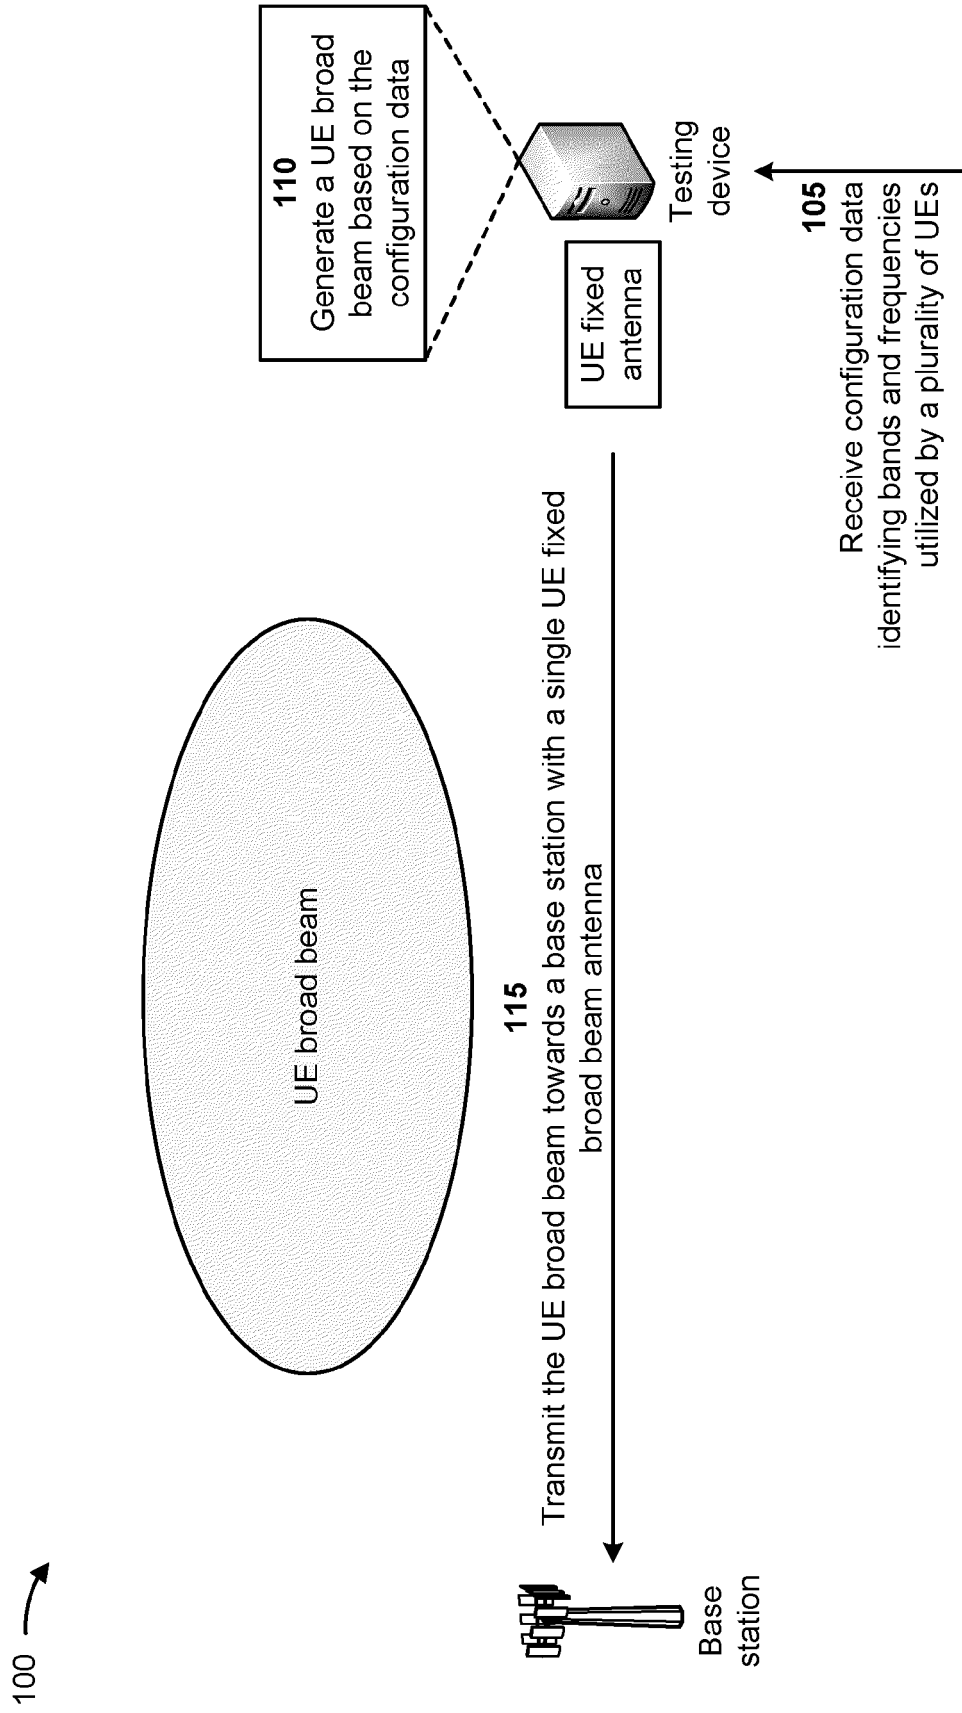 100
UE broad beam
110
Generate a UE broad
beam based on the
configuration data
115
Transmit the UE broad beam towards a base station with a single UE fixed
broad beam antenna
UE fixed
antenna
Testing
device
Base
station
105
Receive configuration data
identifying bands and frequencies
utilized by a plurality of UEs